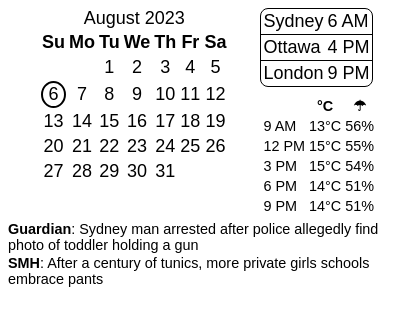 August 2023
Su Mo Tu We Th Fr Sa
1 2 3 4 5
6 7 8 9 10 11 12
13 14 15 16 17 18 19
20 21 22 23 24 25 26
27 28 29 30 31
Sydney 6 AM
Ottawa 4 PM
London 9 PM
°C ☂
9 AM 13°C 56%
12 PM 15°C 55%
3 PM 15°C 54%
6 PM 14°C 51%
9 PM 14°C 51%
Guardian: Sydney man arrested after police allegedly find
photo of toddler holding a gun
SMH: After a century of tunics, more private girls schools
embrace pants